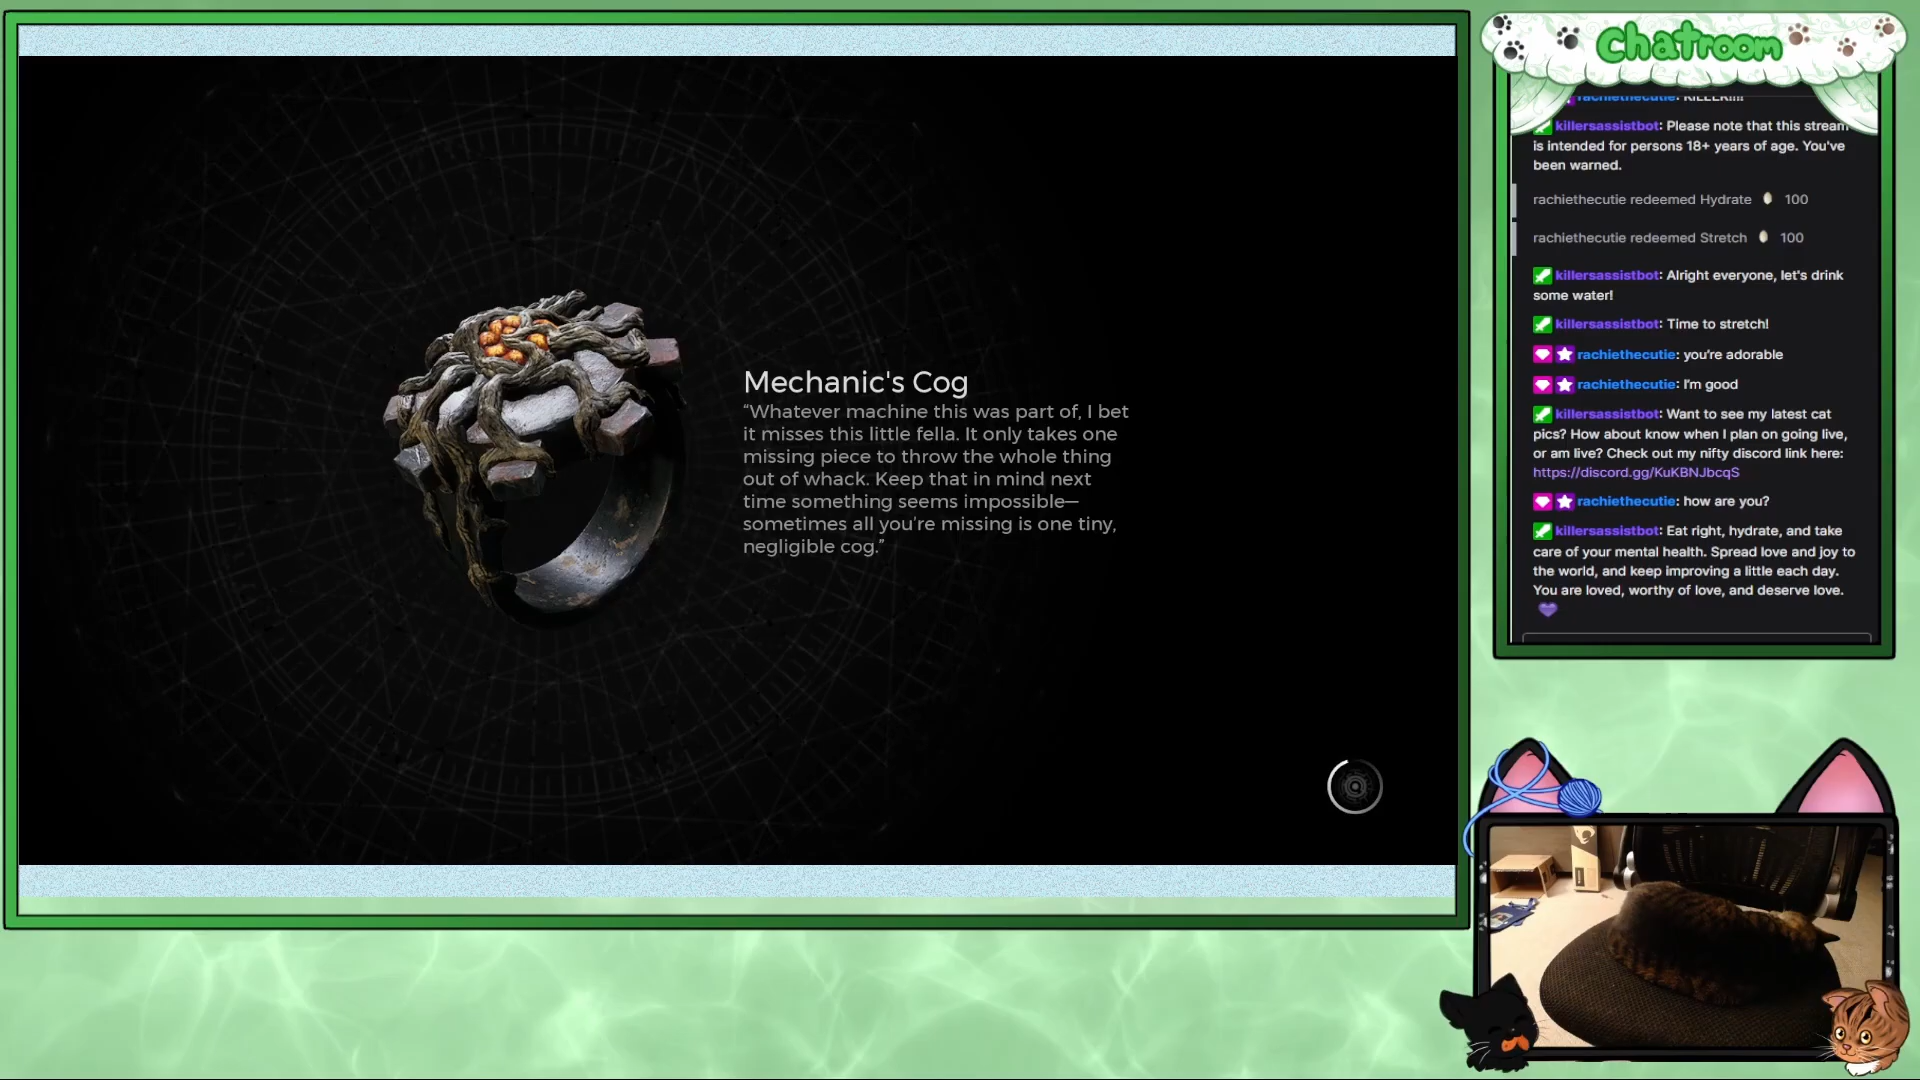 Mechanic's Cog
“Whatever machine this was part of, I bet
it misses this little fella. It only takes one
missing piece to throw the whole thing
out of whack. Keep that in mind next
time something seems impossible—
sometimes all you're missing is one tiny,
negligible cog.”
Chatroom
rachiethecutie: KILLER!!!!
killersassistbot: Please note that this stream
is intended for persons 18+ years of age. You've
been warned.
rachiethecutie redeemed Hydrate 100
rachiethecutie redeemed Stretch 100
killersassistbot: Alright everyone, let's drink
some water!
killersassistbot: Time to stretch!
rachiethecutie: you're adorable
rachiethecutie: I'm good
killersassistbot: Want to see my latest cat
pics? How about know when I plan on going live,
or am live? Check out my nifty discord link here:
https://discord.gg/KuKBNJbcqS
rachiethecutie: how are you?
killersassistbot: Eat right, hydrate, and take
care of your mental health. Spread love and joy to
the world, and keep improving a little each day.
You are loved, worthy of love, and deserve love.